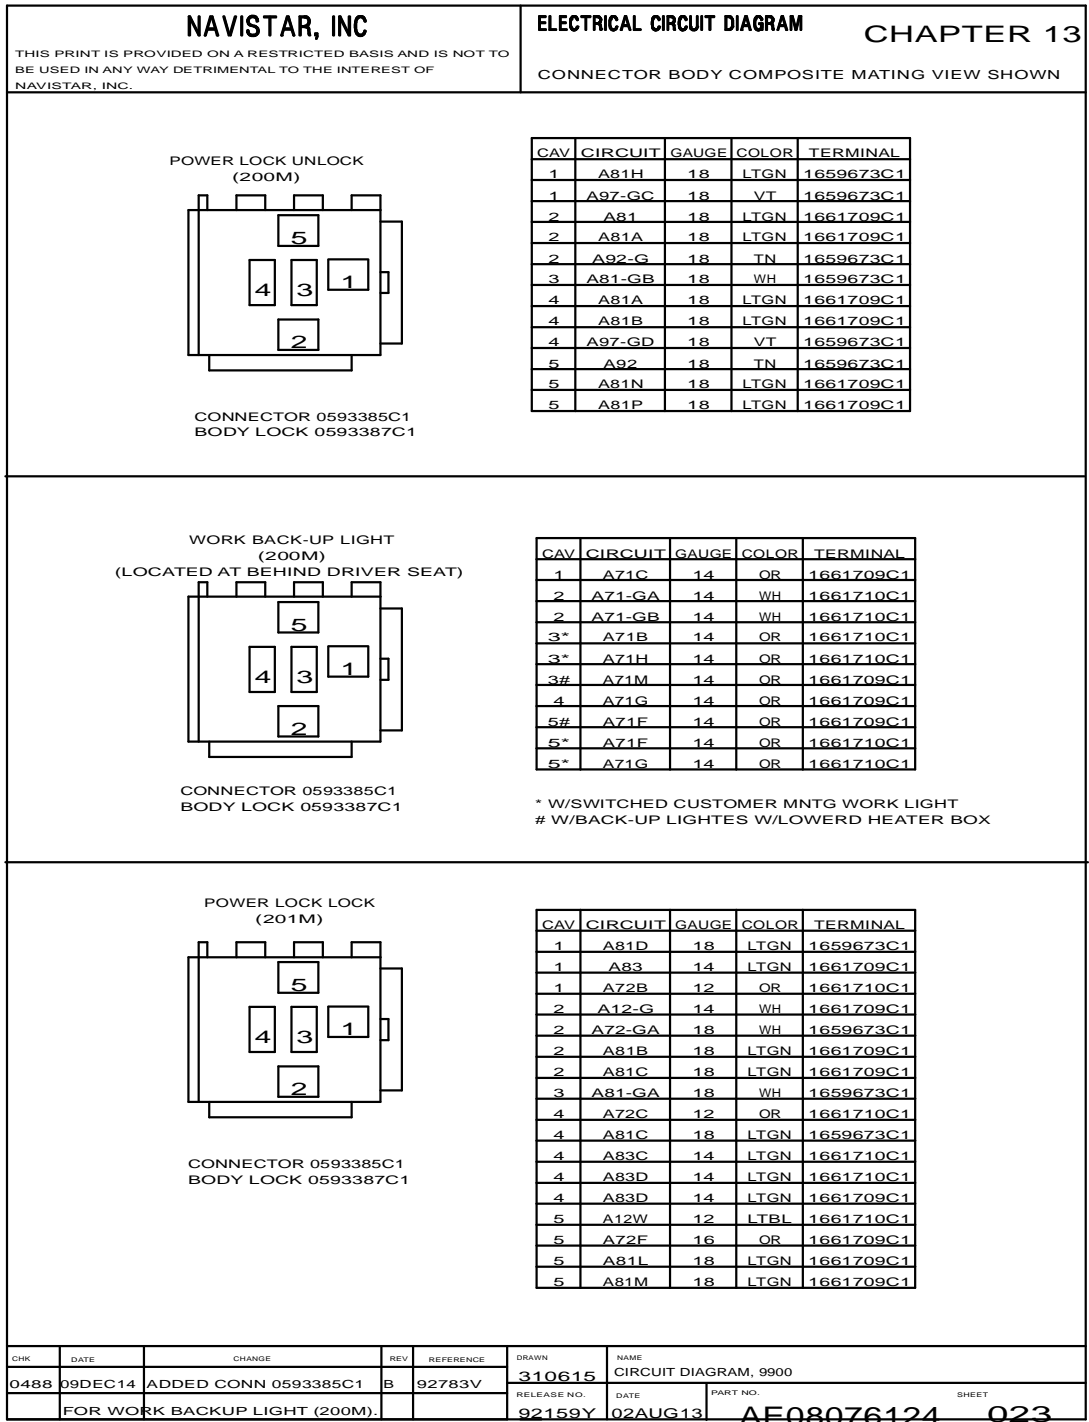 NAVISTAR, INC
THIS PRINT IS PROVIDED ON A RESTRICTED BASIS AND IS NOT TO
BE USED IN ANY WAY DETRIMENTAL TO THE INTEREST OF
NAVISTAR, INC.
ELECTRICAL CIRCUIT DIAGRAM
CHAPTER 13
CONNECTOR BODY COMPOSITE MATING VIEW SHOWN
POWER LOCK UNLOCK
(200M)
5
4 3 1
2
CONNECTOR 0593385C1
BODY LOCK 0593387C1
CAV CIRCUIT GAUGE COLOR TERMINAL
1 A81H 18 LTGN 1659673C1
1 A97-GC 18 VT 1659673C1
2 A81 18 LTGN 1661709C1
2 A81A 18 LTGN 1661709C1
2 A92-G 18 TN 1659673C1
3 A81-GB 18 WH 1659673C1
4 A81A 18 LTGN 1661709C1
4 A81B 18 LTGN 1661709C1
4 A97-GD 18 VT 1659673C1
5 A92 18 TN 1659673C1
5 A81N 18 LTGN 1661709C1
5 A81P 18 LTGN 1661709C1
WORK BACK-UP LIGHT
(200M)
(LOCATED AT BEHIND DRIVER SEAT)
5
4 3 1
2
CONNECTOR 0593385C1
BODY LOCK 0593387C1
CAV CIRCUIT GAUGE COLOR TERMINAL
1 A71C 14 OR 1661709C1
2 A71-GA 14 WH 1661710C1
2 A71-GB 14 WH 1661710C1
3* A71B 14 OR 1661710C1
3* A71H 14 OR 1661710C1
3# A71M 14 OR 1661709C1
4 A71G 14 OR 1661709C1
5# A71F 14 OR 1661709C1
5* A71F 14 OR 1661710C1
5* A71G 14 OR 1661710C1
* W/SWITCHED CUSTOMER MNTG WORK LIGHT
# W/BACK-UP LIGHTES W/LOWERD HEATER BOX
POWER LOCK LOCK
(201M)
5
4 3 1
2
CONNECTOR 0593385C1
BODY LOCK 0593387C1
CAV CIRCUIT GAUGE COLOR TERMINAL
1 A81D 18 LTGN 1659673C1
1 A83 14 LTGN 1661709C1
1 A72B 12 OR 1661710C1
2 A12-G 14 WH 1661709C1
2 A72-GA 18 WH 1659673C1
2 A81B 18 LTGN 1661709C1
2 A81C 18 LTGN 1661709C1
3 A81-GA 18 WH 1659673C1
4 A72C 12 OR 1661710C1
4 A81C 18 LTGN 1659673C1
4 A83C 14 LTGN 1661710C1
4 A83D 14 LTGN 1661710C1
4 A83D 14 LTGN 1661709C1
5 A12W 12 LTBL 1661710C1
5 A72F 16 OR 1661709C1
5 A81L 18 LTGN 1661709C1
5 A81M 18 LTGN 1661709C1
CHK DATE CHANGE REV REFERENCE
0488 09DEC14 ADDED CONN 0593385C1 B 92783V
FOR WORK BACKUP LIGHT (200M).
DRAWN
310615
NAME
CIRCUIT DIAGRAM, 9900
RELEASE NO.
92159Y
DATE
02AUG13
PART NO.
AE08076124
SHEET
023